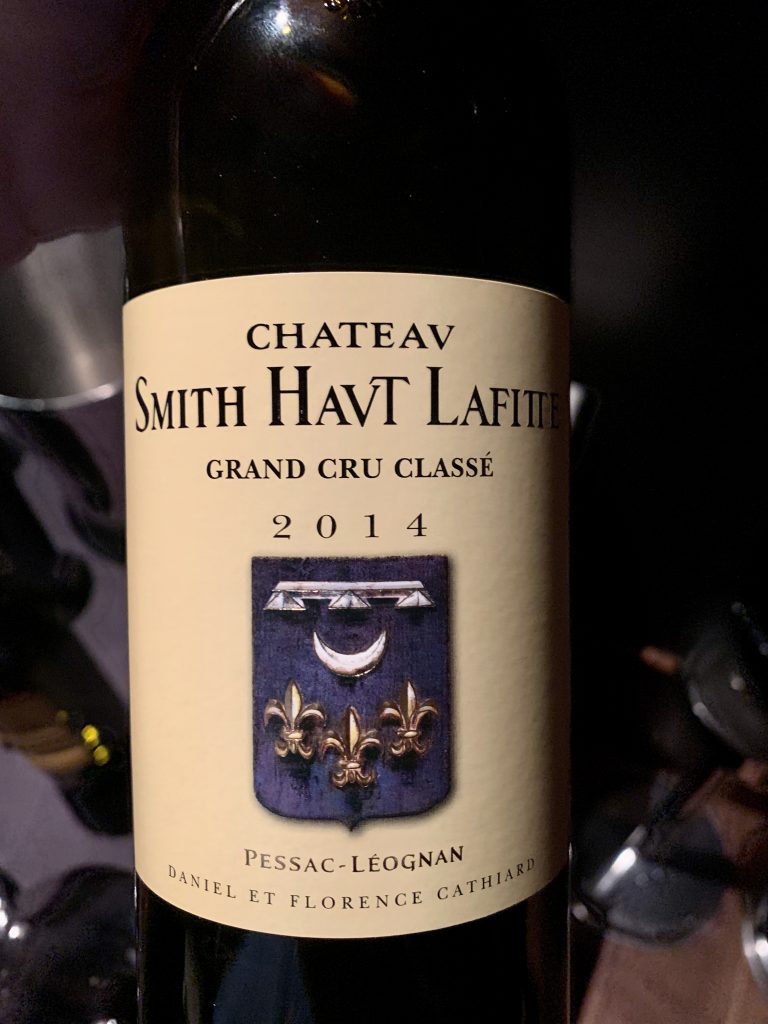 CHATEAV
SMITH HAVT LAFITTE
GRAND CRU CLASSÉ
2014
PESSAC-LÉOGNAN
DANIEL ET FLORENCE CATHIARD